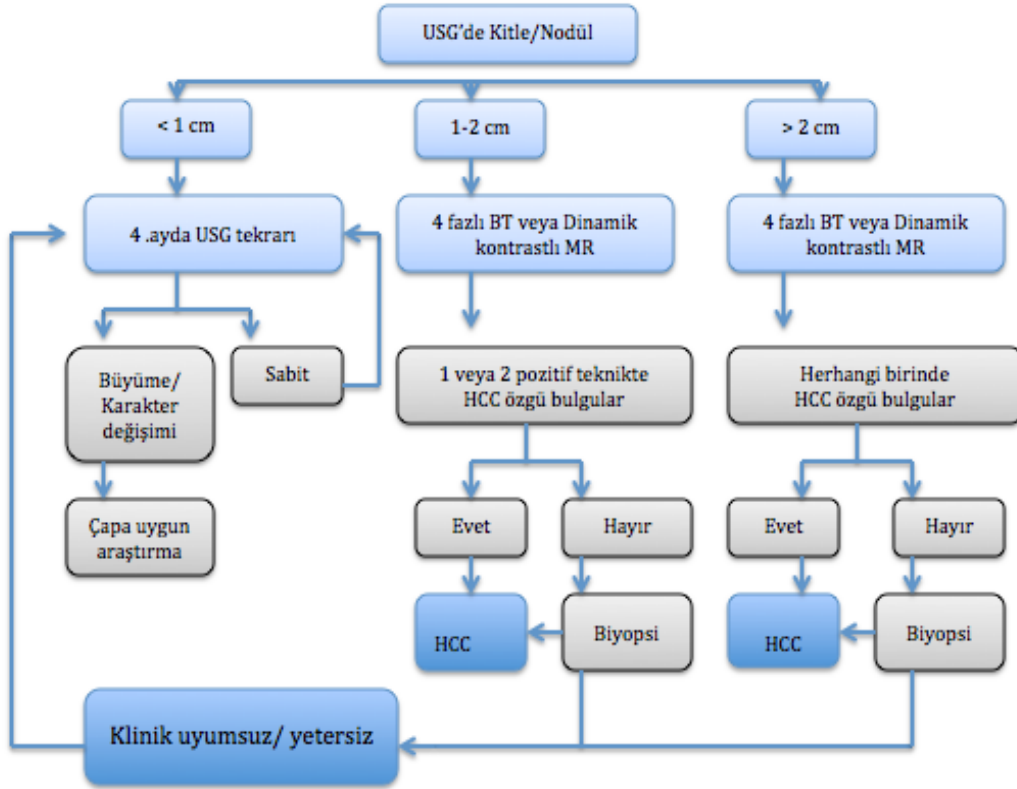 USG'de Kitle/Nodül
< 1 cm
1-2 cm
> 2 cm
4 .ayda USG tekrarı
4 fazlı BT veya Dinamik
kontrastlı MR
4 fazlı BT veya Dinamik
kontrastlı MR
Büyüme/
Karakter
değişimi
Sabit
1 veya 2 pozitif teknikte
HCC özgü bulgular
Herhangi birinde
HCC özgü bulgular
Çapa uygun
araştırma
Evet
Hayır
Evet
Hayır
HCC
Biyopsi
HCC
Biyopsi
Klinik uyumsuz/ yetersiz